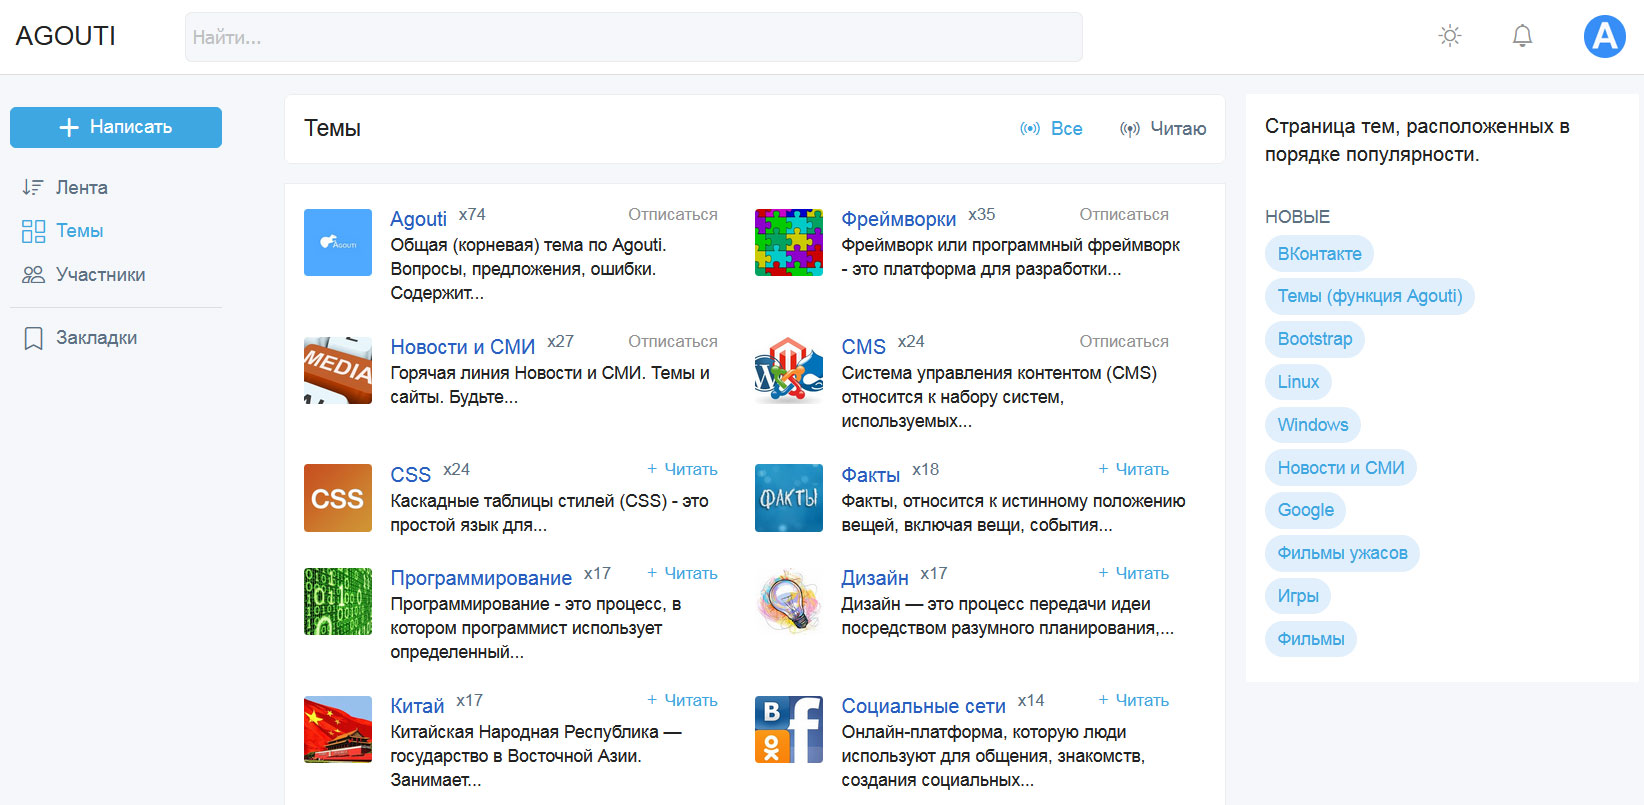 AGOUTI
Найти...
A
Написать
Лента
Темы
Участники
Закладки
Темы
Все
Читаю
Agouti
Agouti x74 Отписаться
Общая (корневая) тема по Agouti.
Вопросы, предложения, ошибки.
Содержит...
Фреймворки x35 Отписаться
Фреймворк или программный фреймворк
- это платформа для разработки...
MEDIA
Новости и СМИ x27 Отписаться
Горячая линия Новости и СМИ. Темы и
сайты. Будьте...
W
CMS x24 Отписаться
Система управления контентом (CMS)
относится к набору систем,
используемых...
CSS
CSS x24 + Читать
Каскадные таблицы стилей (CSS) - это
простой язык для...
ФАКТЫ
Факты x18 + Читать
Факты, относится к истинному положению
вещей, включая вещи, события...
Программирование x17 + Читать
Программирование - это процесс, в
котором программист использует
определенный...
Дизайн x17 + Читать
Дизайн — это процесс передачи идеи
посредством разумного планирования,...
Китай x17 + Читать
Китайская Народная Республика —
государство в Восточной Азии.
Занимает...
В f
Социальные сети x14 + Читать
Онлайн-платформа, которую люди
используют для общения, знакомств,
создания социальных...
Страница тем, расположенных в
порядке популярности.
НОВЫЕ
ВКонтакте
Темы (функция Agouti)
Bootstrap
Linux
Windows
Новости и СМИ
Google
Фильмы ужасов
Игры
Фильмы